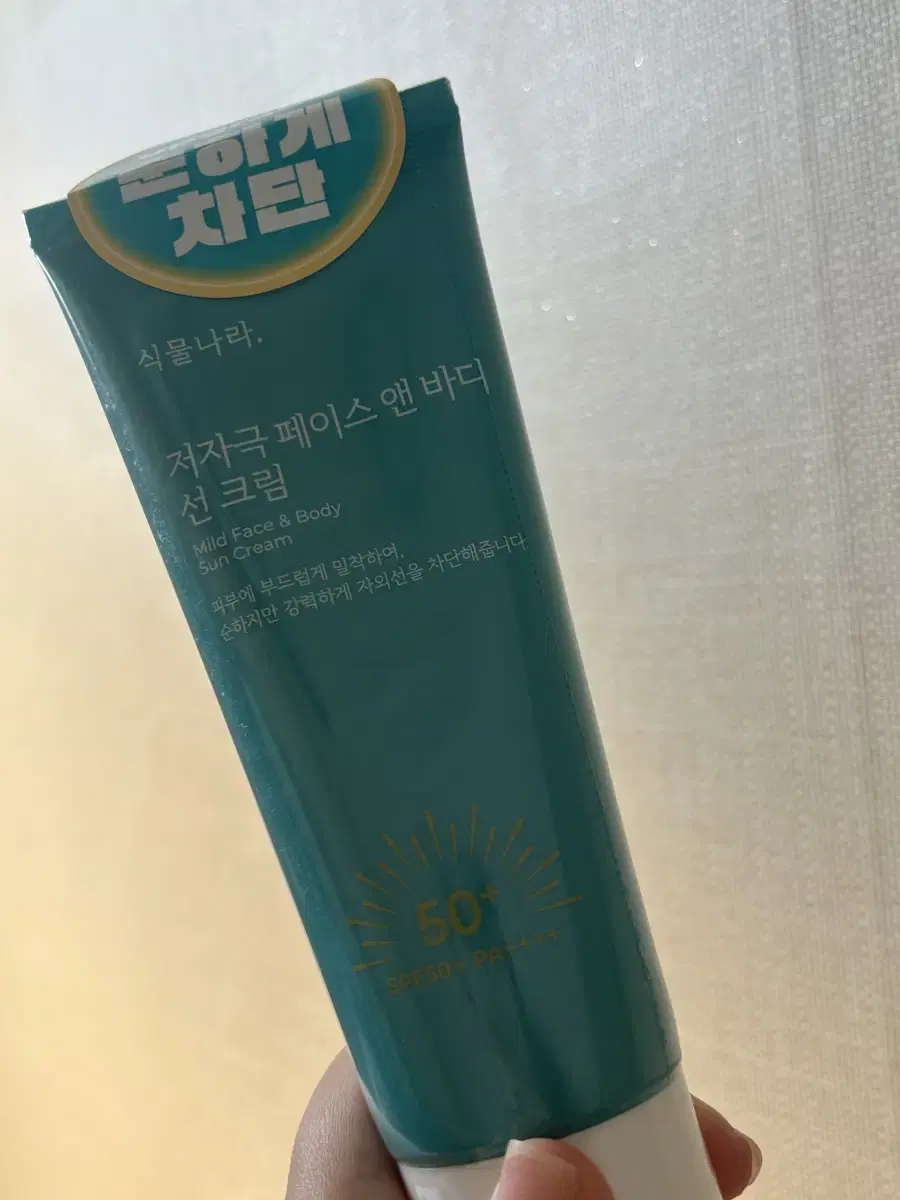 순하게
차단
식물나라.
저자극 페이스 앤 바디
선 크림
Mild Face & Body
Sun Cream
피부에 부드럽게 밀착하여,
순하지만 강력하게 자외선을 차단해줍니다.
50+
SPF50+ PA++++